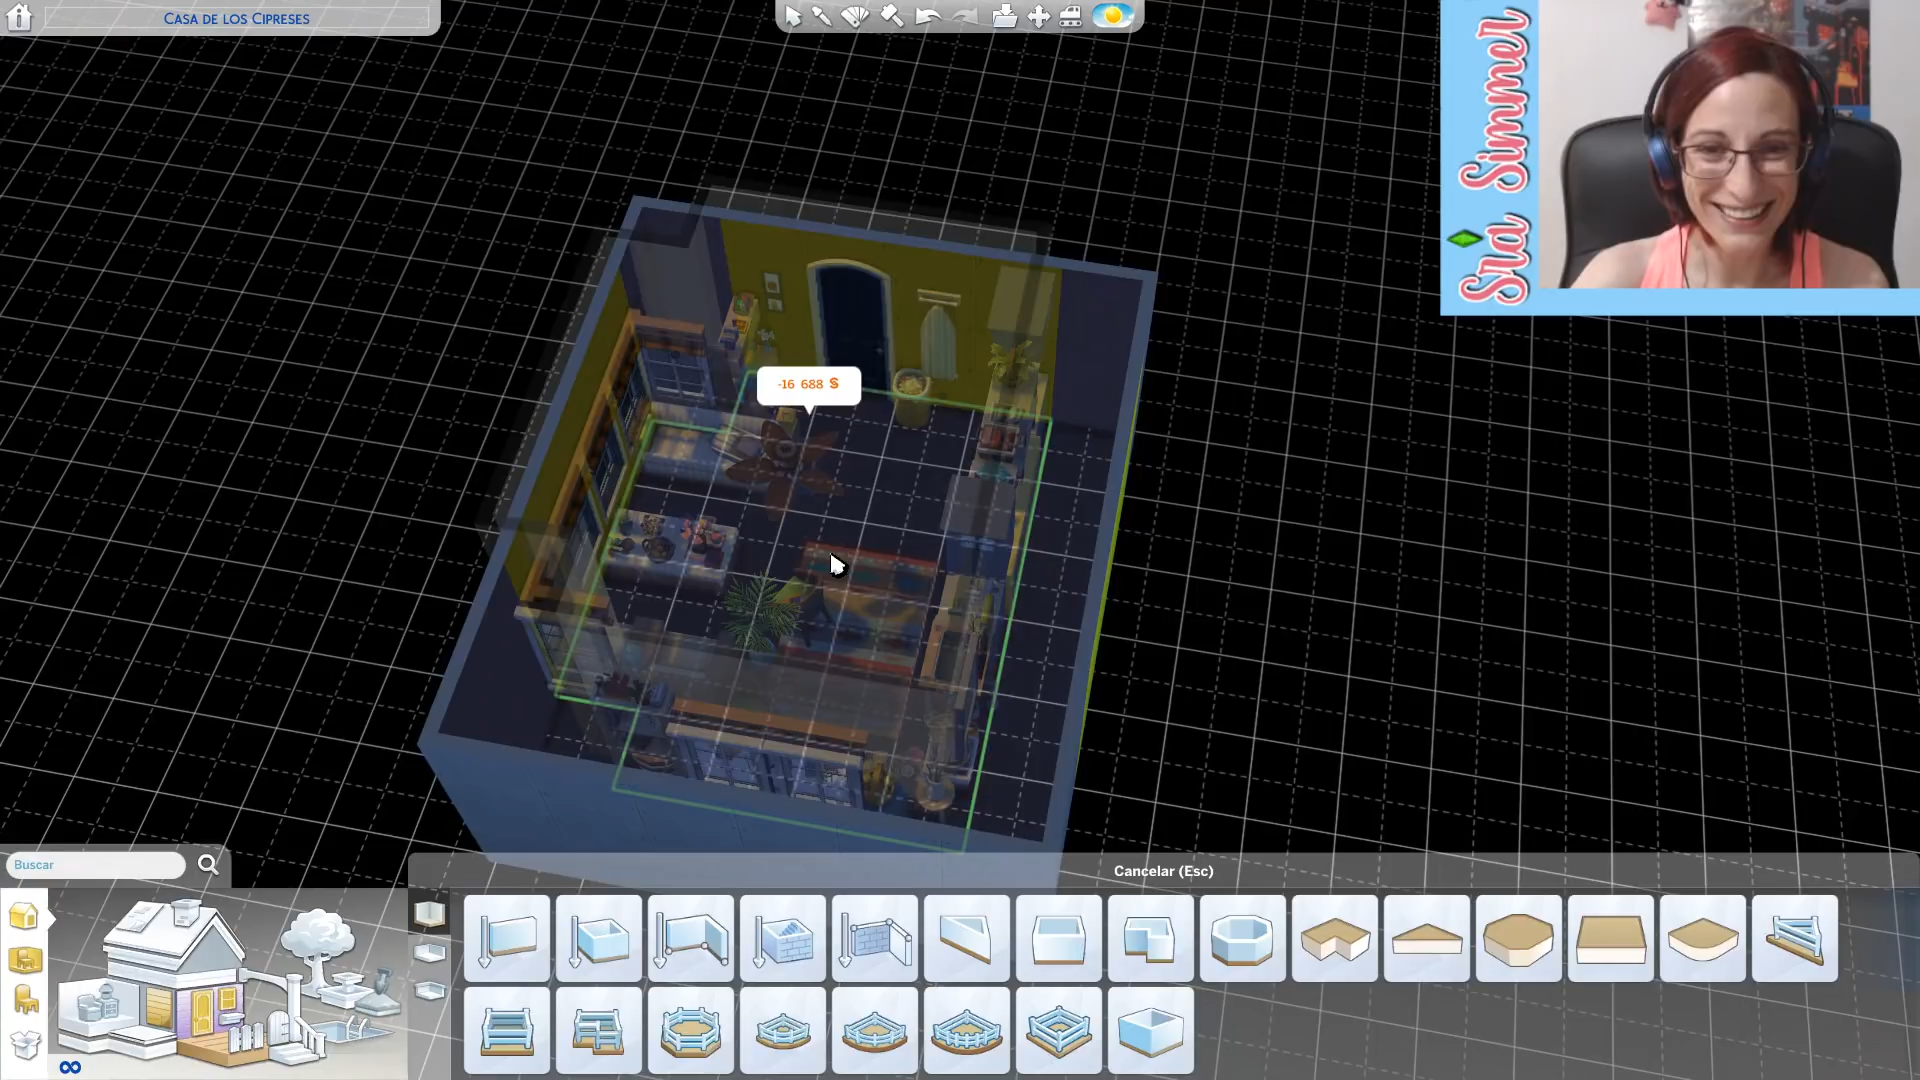 CASA DE LOS CIPRESES
Sra Simmer
-16 688 $
Buscar
Cancelar (Esc)